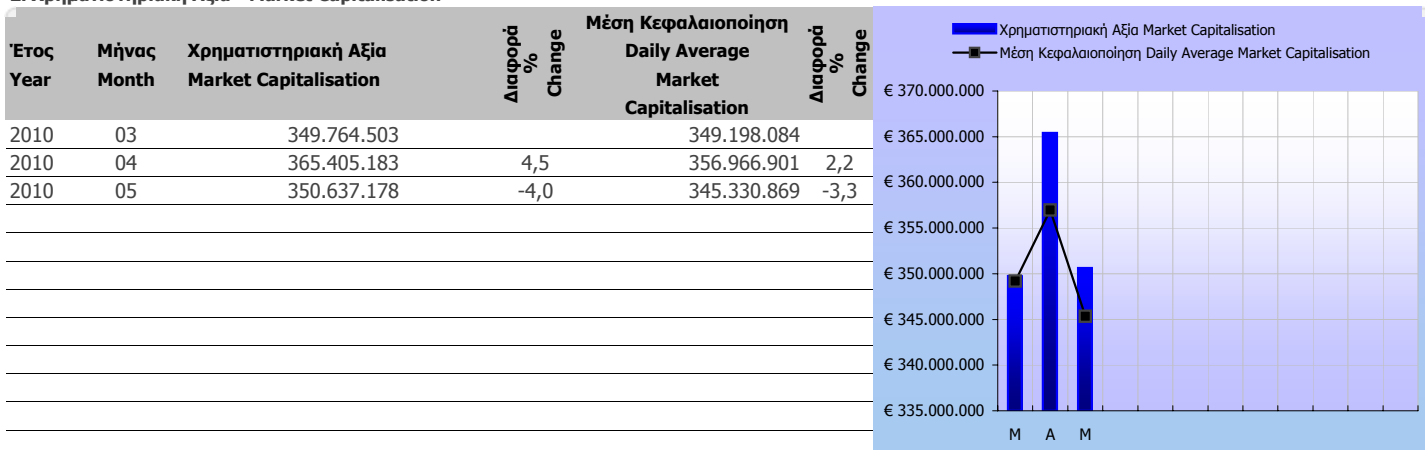 Έτος Μήνας Χρηματιστηριακή Αξία Διαφορά % Change Μέση Κεφαλαιοποίηση Διαφορά % Change
Year Month Market Capitalisation Daily Average Market Capitalisation
2010 03 349.764.503 349.198.084
2010 04 365.405.183 4,5 356.966.901 2,2
2010 05 350.637.178 -4,0 345.330.869 -3,3
Χρηματιστηριακή Αξία Market Capitalisation
Μέση Κεφαλαιοποίηση Daily Average Market Capitalisation
€ 370.000.000
€ 365.000.000
€ 360.000.000
€ 355.000.000
€ 350.000.000
€ 345.000.000
€ 340.000.000
€ 335.000.000
M A M